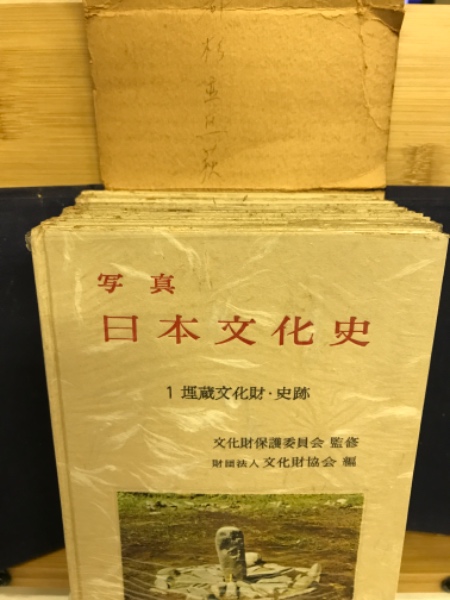 写真
日本文化史
1 埋蔵文化財・史跡
文化財保護委員会 監修
財団法人 文化財協会 編